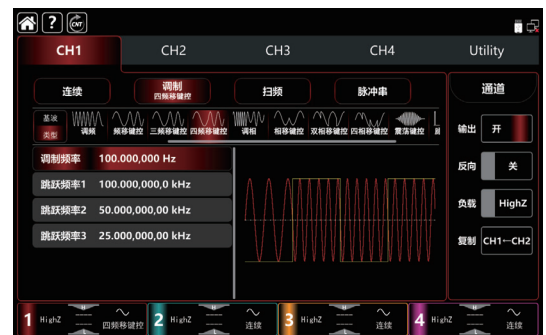 ? CNT
CH1 CH2 CH3 CH4 Utility
连续 调制 四频移键控 扫频 脉冲串 通道
基波 类型 调频 频移键控 三频移键控 四频移键控 调相 相移键控 双相移键控 四相移键控 震荡键控
输出 开
调制频率 100.000,000 Hz
反向 关
跳跃频率1 100.000,000,0 kHz
负载 HighZ
跳跃频率2 50.000,000,00 kHz
复制 CH1←CH2
跳跃频率3 25.000,000,00 kHz
1 HighZ 四频移键控 2 HighZ 连续 3 HighZ 连续 4 HighZ 连续